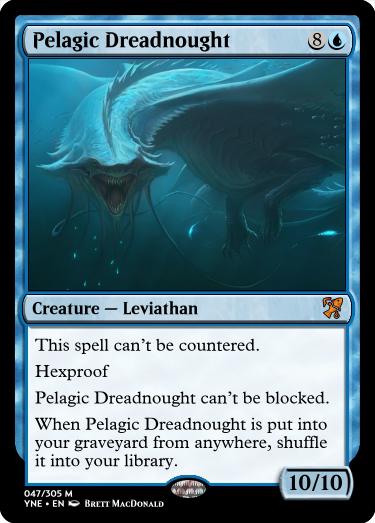 Pelagic Dreadnought 8
Creature — Leviathan
This spell can't be countered.
Hexproof
Pelagic Dreadnought can't be blocked.
When Pelagic Dreadnought is put into
your graveyard from anywhere, shuffle
it into your library.
10/10
047/305 M
YNE • EN Brett MacDonald